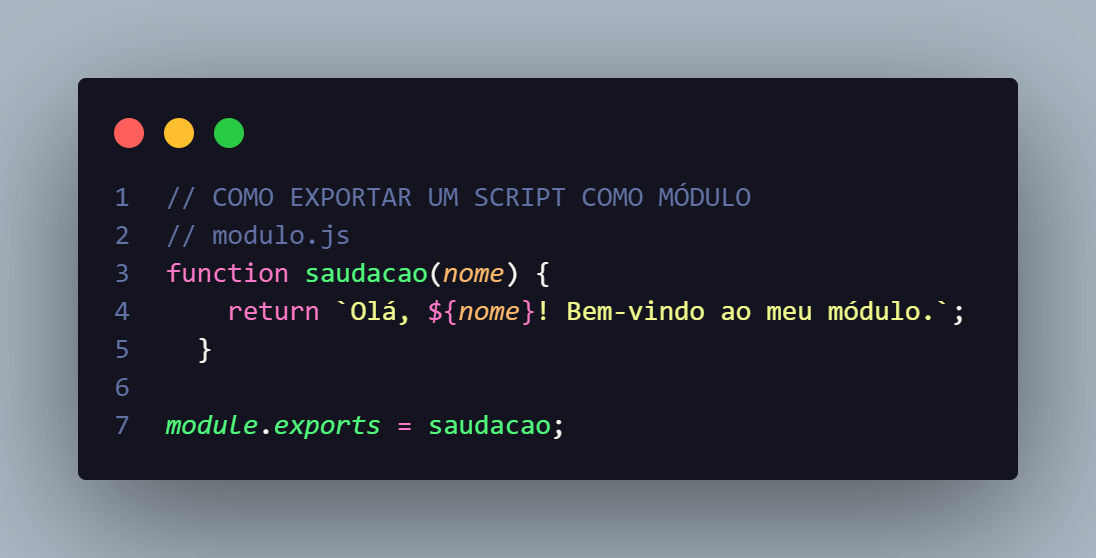 1 // COMO EXPORTAR UM SCRIPT COMO MÓDULO
2 // modulo.js
3 function saudacao(nome) {
4     return `Olá, ${nome}! Bem-vindo ao meu módulo.`;
5   }
6
7 module.exports = saudacao;